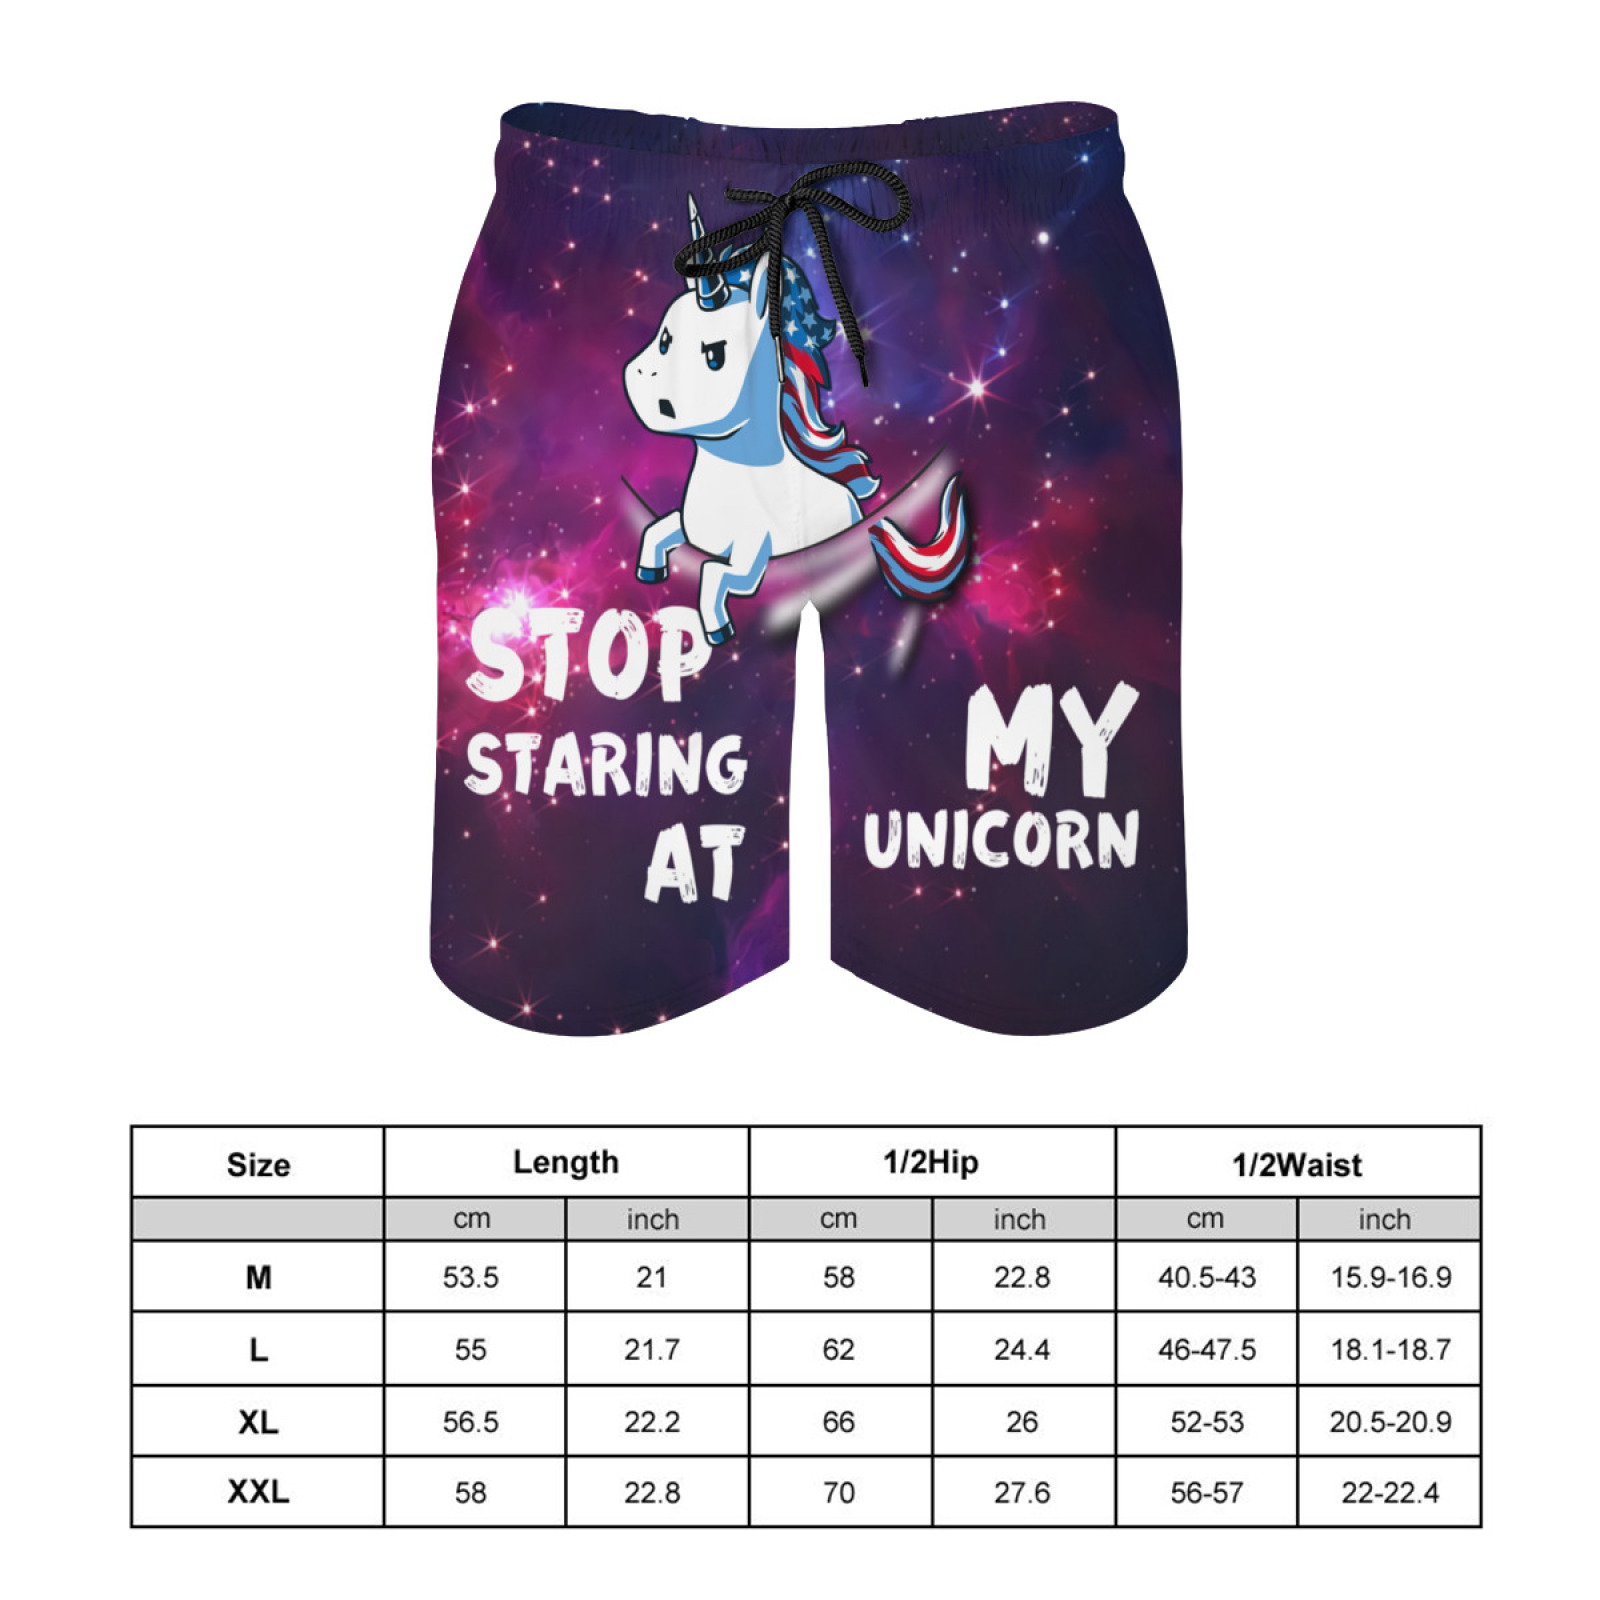 STOP
STARING
AT
MY
UNICORN
Size Length 1/2Hip 1/2Waist
cm inch cm inch cm inch
M 53.5 21 58 22.8 40.5-43 15.9-16.9
L 55 21.7 62 24.4 46-47.5 18.1-18.7
XL 56.5 22.2 66 26 52-53 20.5-20.9
XXL 58 22.8 70 27.6 56-57 22-22.4